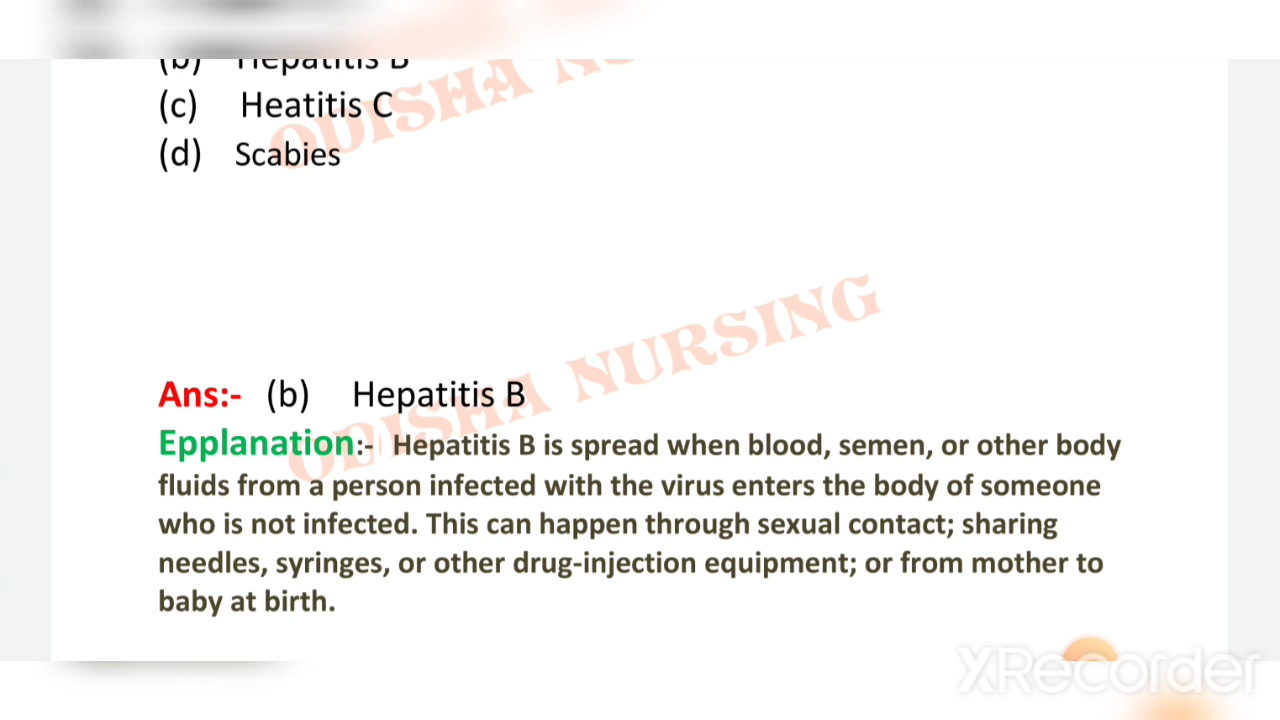 (b) Hepatitis B
(c) Heatitis C
(d) Scabies
ODISHA NURSING
Ans:- (b) Hepatitis B
Epplanation:- Hepatitis B is spread when blood, semen, or other body
fluids from a person infected with the virus enters the body of someone
who is not infected. This can happen through sexual contact; sharing
needles, syringes, or other drug-injection equipment; or from mother to
baby at birth.
XRecorder